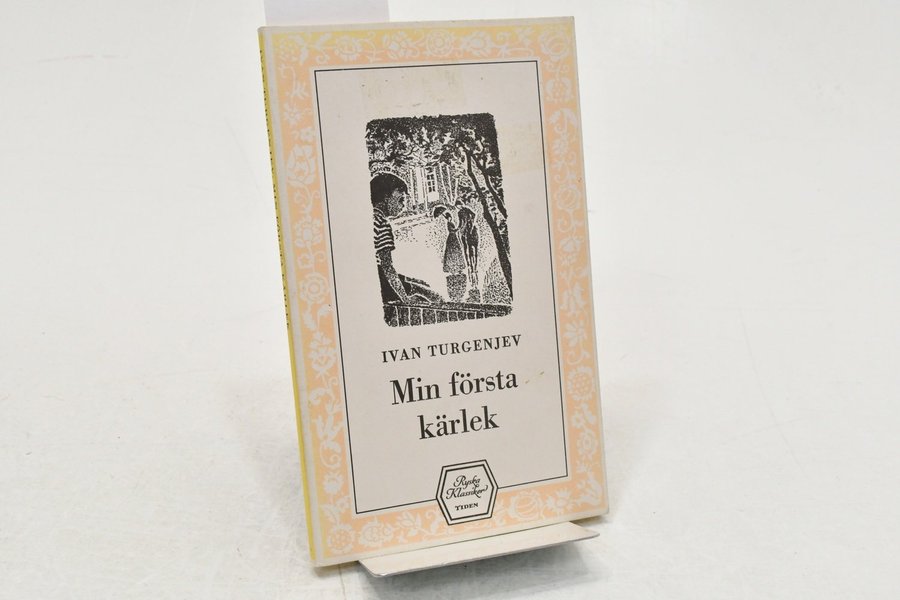 IVAN TURGENJEV
Min första
kärlek
Ryska
Klassiker
TIDEN